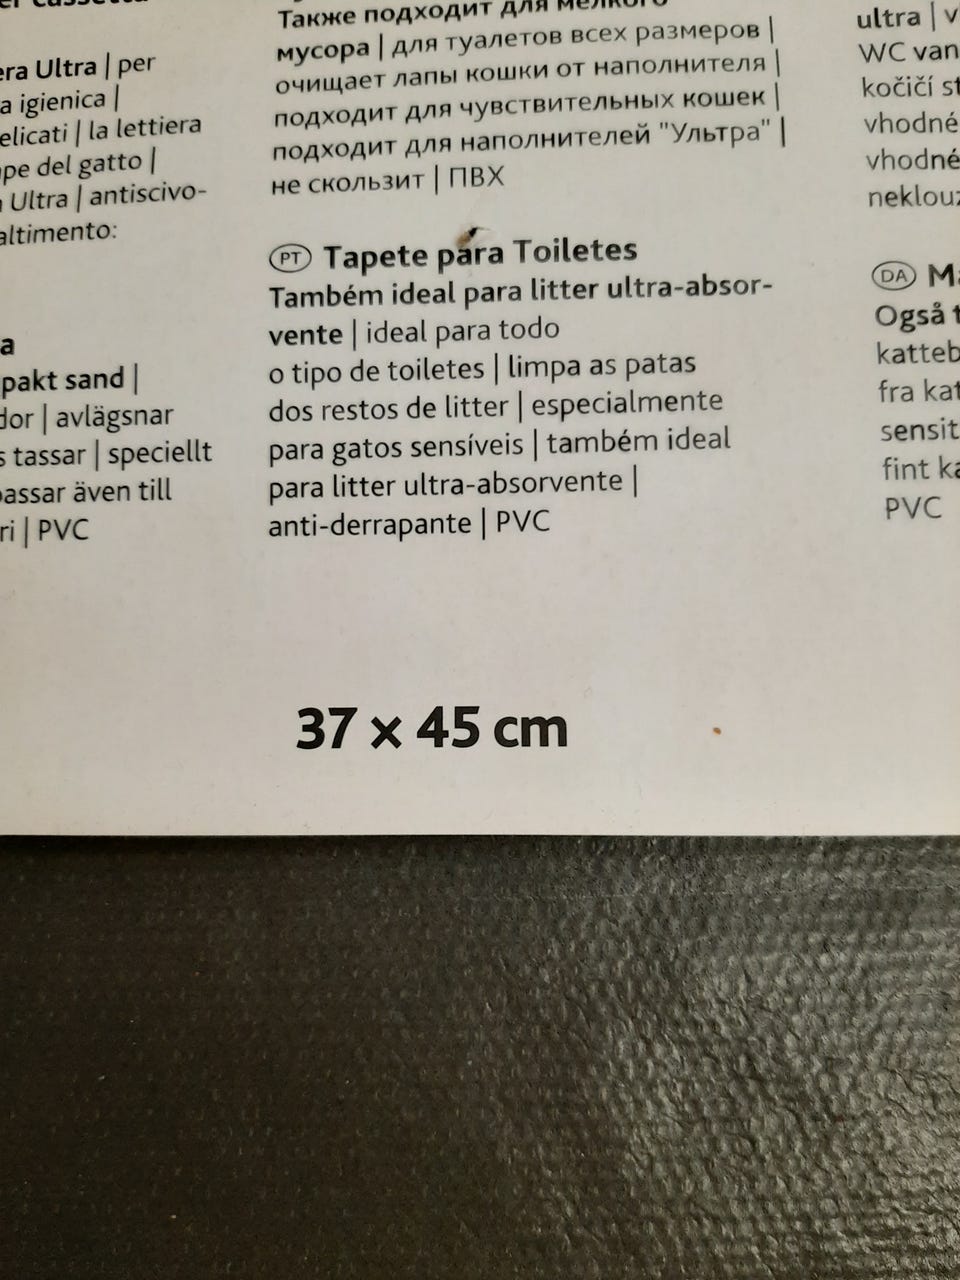 era Ultra | per
a igienica |
elicati | la lettiera
pe del gatto |
Ultra | antiscivo-
altimento:
a
pakt sand |
dor | avlägsnar
s tassar | speciellt
passar även till
ri | PVC
Также подходит для мелкого
мусора | для туалетов всех размеров |
очищает лапы кошки от наполнителя |
подходит для чувствительных кошек |
подходит для наполнителей "Ультра" |
не скользит | ПВХ
PT Tapete para Toiletes
Também ideal para litter ultra-absor-
vente | ideal para todo
o tipo de toiletes | limpa as patas
dos restos de litter | especialmente
para gatos sensíveis | também ideal
para litter ultra-absorvente |
anti-derrapante | PVC
ultra | v
WC van
kočičí st
vhodné
vhodné
neklouz
DA Ma
Også t
katteb
fra kat
sensit
fint ka
PVC
37 x 45 cm